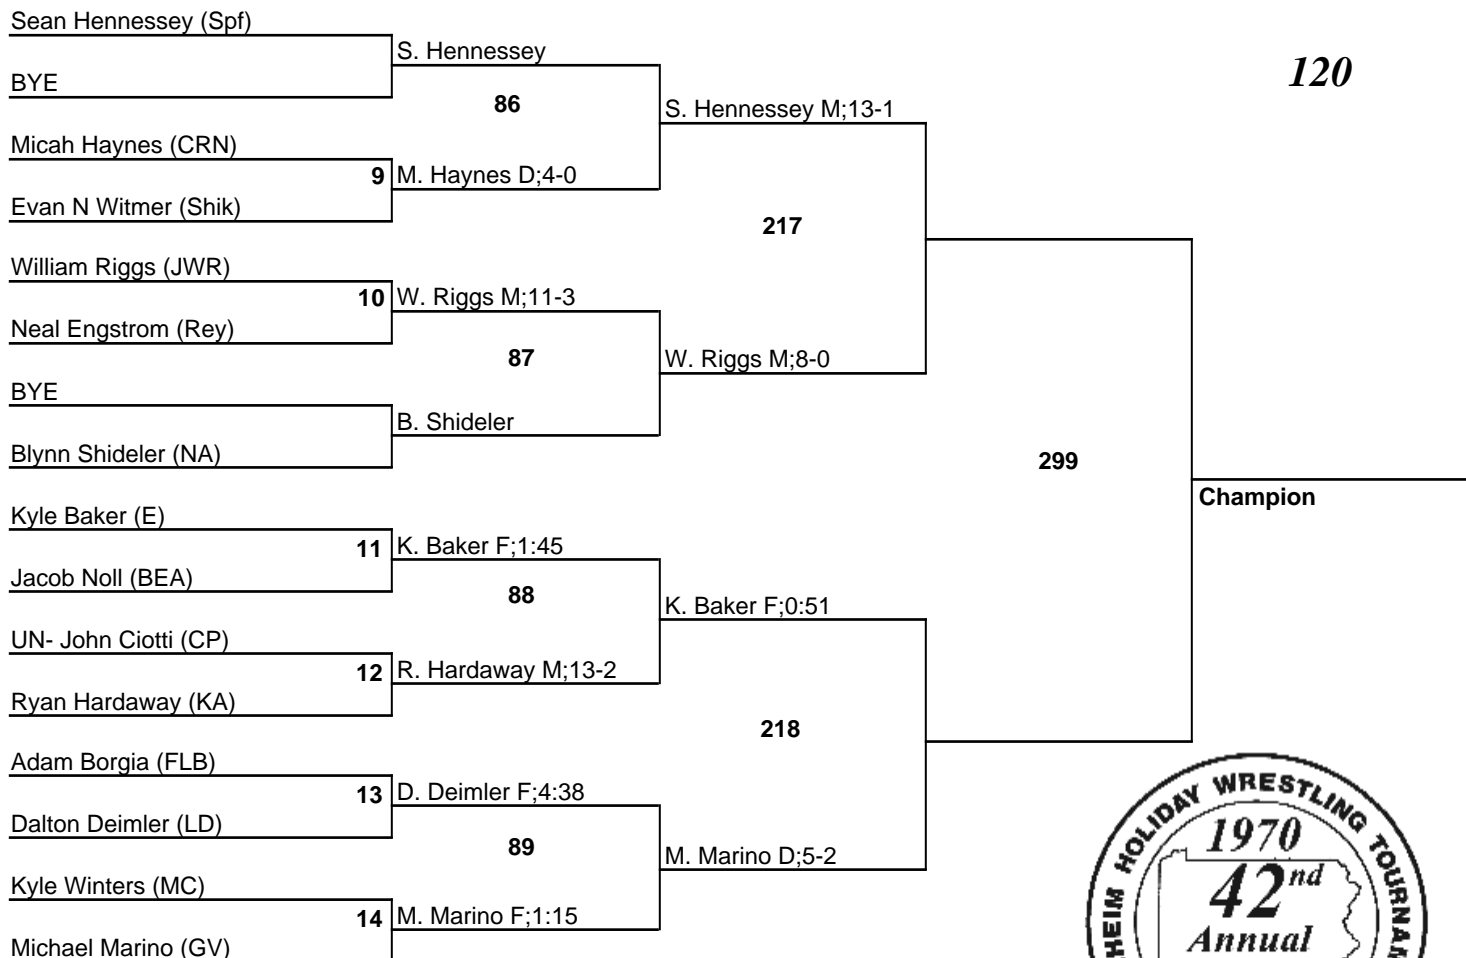 Sean Hennessey (Spf)
S. Hennessey
BYE
120
86
S. Hennessey M;13-1
Micah Haynes (CRN)
9 M. Haynes D;4-0
Evan N Witmer (Shik)
217
William Riggs (JWR)
10 W. Riggs M;11-3
Neal Engstrom (Rey)
87
W. Riggs M;8-0
BYE
B. Shideler
Blynn Shideler (NA)
299
Champion
Kyle Baker (E)
11 K. Baker F;1:45
Jacob Noll (BEA)
88
K. Baker F;0:51
UN- John Ciotti (CP)
12 R. Hardaway M;13-2
Ryan Hardaway (KA)
218
Adam Borgia (FLB)
13 D. Deimler F;4:38
Dalton Deimler (LD)
89
M. Marino D;5-2
Kyle Winters (MC)
14 M. Marino F;1:15
Michael Marino (GV)
HOLIDAY WRESTLING
1970
42nd
Annual